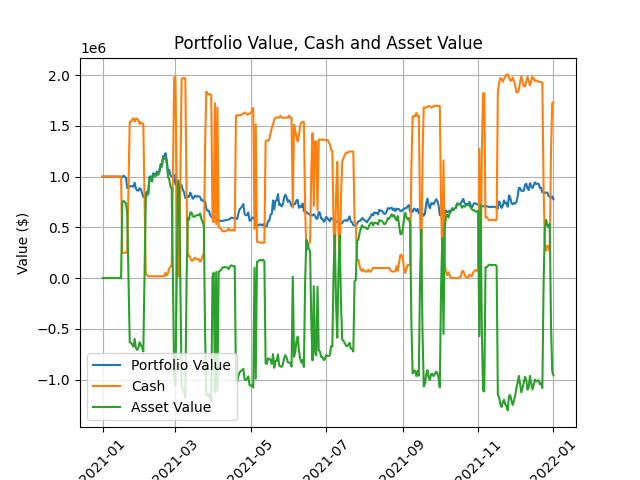 Portfolio Value, Cash and Asset Value
1e6
2.0
1.5
1.0
0.5
0.0
−0.5
−1.0
Value ($)
Portfolio Value
Cash
Asset Value
2021-01
2021-03
2021-05
2021-07
2021-09
2021-11
2022-01